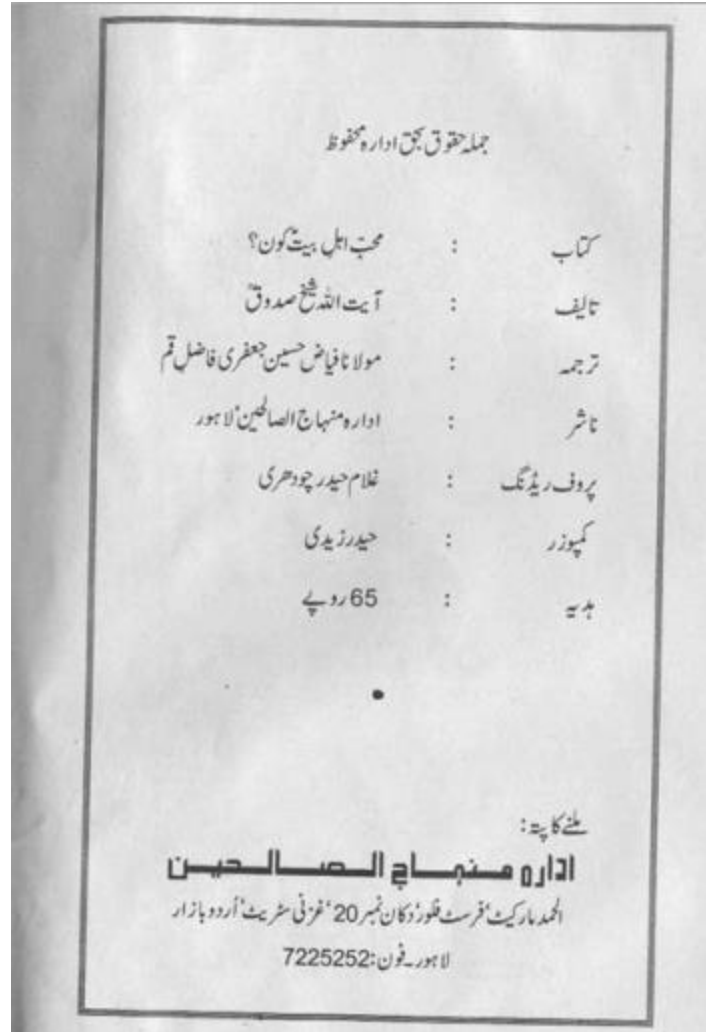 جملہ حقوق بحق ادارہ محفوظ
کتاب : محبّ اہلِ بیتؑ کون؟
تالیف : آیت اللہ شیخ صدوقؒ
ترجمہ : مولانا فیاض حسین جعفری فاضل قم
ناشر : ادارہ منہاج الصالحین‘ لاہور
پروف ریڈنگ : غلام حیدر چودھری
کمپوزر : حیدر زیدی
ہدیہ : 65 روپے
ملنے کا پتہ:
ادارہ منہاج الصالحین
الحمد مارکیٹ‘ فرسٹ فلور‘ دکان نمبر 20‘ غزنی سٹریٹ‘ اُردو بازار
لاہور۔ فون: 7225252